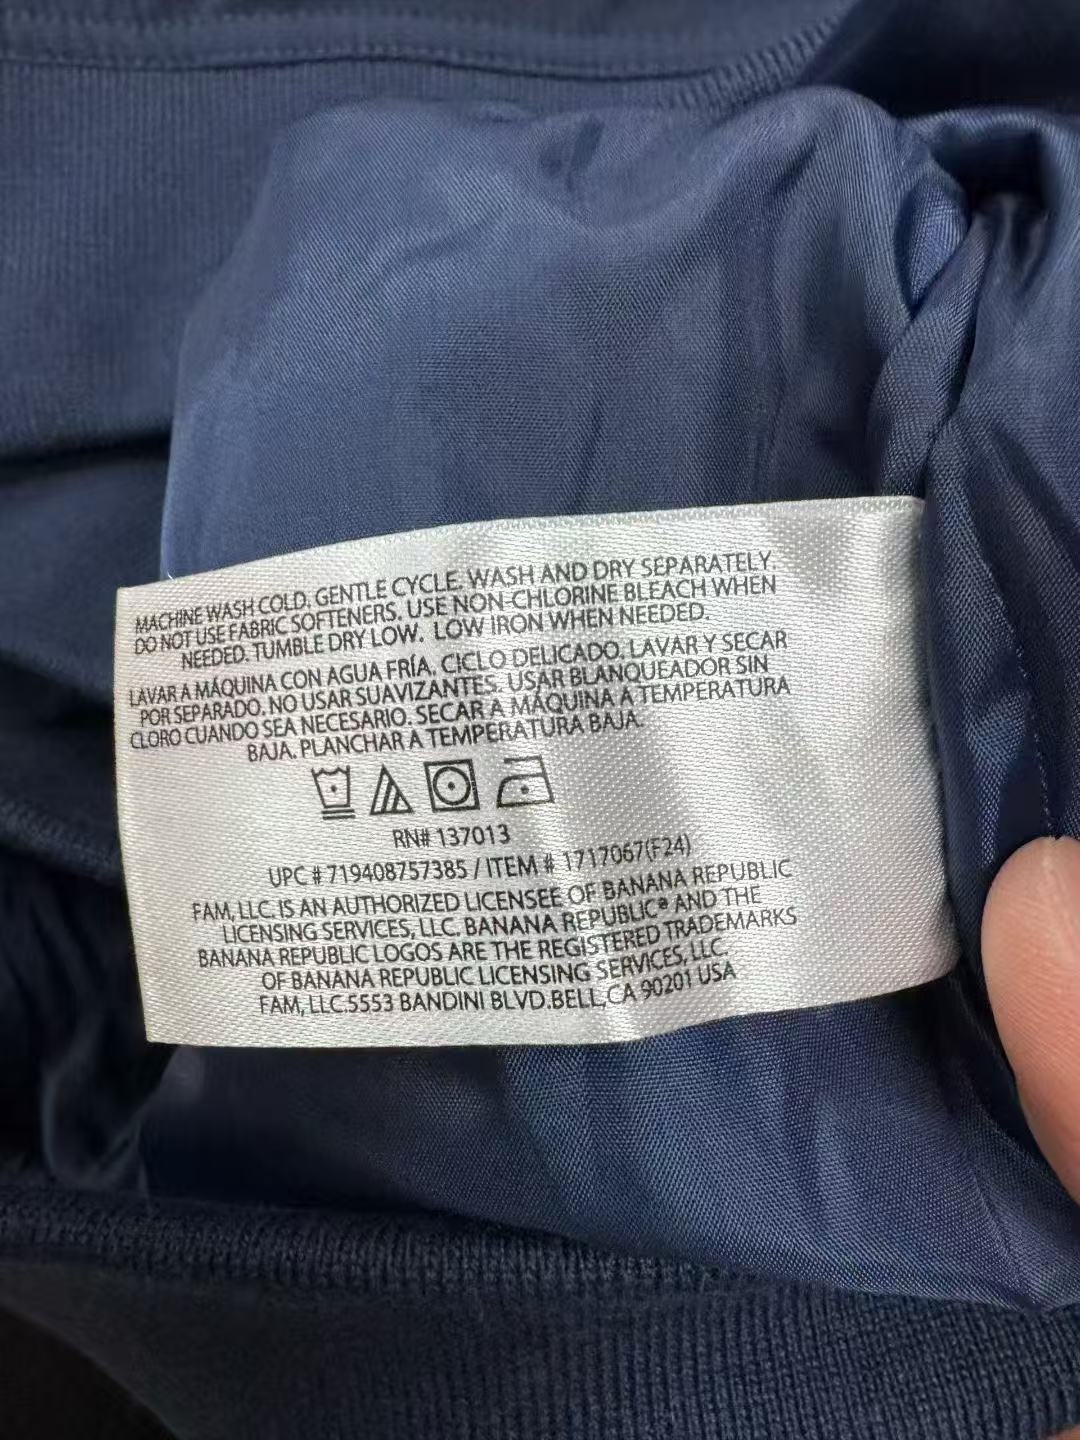 MACHINE WASH COLD. GENTLE CYCLE. WASH AND DRY SEPARATELY.
DO NOT USE FABRIC SOFTENERS. USE NON-CHLORINE BLEACH WHEN
NEEDED. TUMBLE DRY LOW. LOW IRON WHEN NEEDED.
LAVAR A MÁQUINA CON AGUA FRÍA. CICLO DELICADO. LAVAR Y SECAR
POR SEPARADO. NO USAR SUAVIZANTES. USAR BLANQUEADOR SIN
CLORO CUANDO SEA NECESARIO. SECAR A MÁQUINA A TEMPERATURA
BAJA. PLANCHAR A TEMPERATURA BAJA.
RN# 137013
UPC # 719408757385 / ITEM # 1717067(F24)
FAM, LLC. IS AN AUTHORIZED LICENSEE OF BANANA REPUBLIC
LICENSING SERVICES, LLC. BANANA REPUBLIC® AND THE
BANANA REPUBLIC LOGOS ARE THE REGISTERED TRADEMARKS
OF BANANA REPUBLIC LICENSING SERVICES, LLC.
FAM, LLC.5553 BANDINI BLVD.BELL,CA 90201 USA